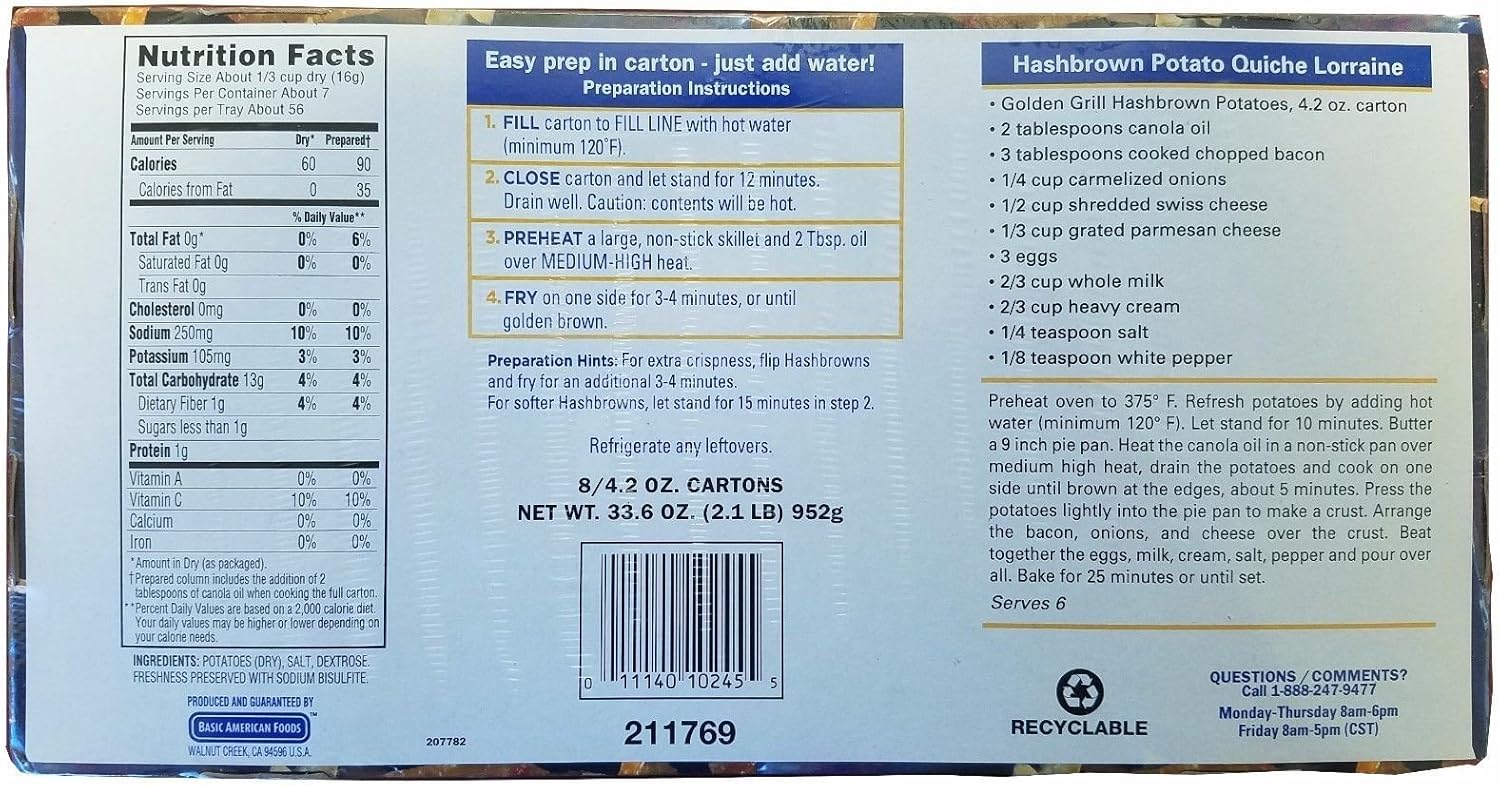 Nutrition Facts
Serving Size About 1/3 cup dry (16g)
Servings Per Container About 7
Servings per Tray About 56
Amount Per Serving Dry* Prepared†
Calories 60 90
Calories from Fat 0 35
% Daily Value**
Total Fat 0g* 0% 6%
Saturated Fat 0g 0% 0%
Trans Fat 0g
Cholesterol 0mg 0% 0%
Sodium 250mg 10% 10%
Potassium 105mg 3% 3%
Total Carbohydrate 13g 4% 4%
Dietary Fiber 1g 4% 4%
Sugars less than 1g
Protein 1g
Vitamin A 0% 0%
Vitamin C 10% 10%
Calcium 0% 0%
Iron 0% 0%
*Amount in Dry (as packaged).
†Prepared column includes the addition of 2
tablespoons of canola oil when cooking the full carton.
**Percent Daily Values are based on a 2,000 calorie diet.
Your daily values may be higher or lower depending on
your calorie needs.
INGREDIENTS: POTATOES (DRY), SALT, DEXTROSE.
FRESHNESS PRESERVED WITH SODIUM BISULFITE.
PRODUCED AND GUARANTEED BY
BASIC AMERICAN FOODS™
WALNUT CREEK, CA 94596 U.S.A.
207782
Easy prep in carton - just add water!
Preparation Instructions
1. FILL carton to FILL LINE with hot water
(minimum 120°F).
2. CLOSE carton and let stand for 12 minutes.
Drain well. Caution: contents will be hot.
3. PREHEAT a large, non-stick skillet and 2 Tbsp. oil
over MEDIUM-HIGH heat.
4. FRY on one side for 3-4 minutes, or until
golden brown.
Preparation Hints: For extra crispness, flip Hashbrowns
and fry for an additional 3-4 minutes.
For softer Hashbrowns, let stand for 15 minutes in step 2.
Refrigerate any leftovers.
8/4.2 OZ. CARTONS
NET WT. 33.6 OZ. (2.1 LB) 952g
0 11140 10245 5
211769
Hashbrown Potato Quiche Lorraine
• Golden Grill Hashbrown Potatoes, 4.2 oz. carton
• 2 tablespoons canola oil
• 3 tablespoons cooked chopped bacon
• 1/4 cup carmelized onions
• 1/2 cup shredded swiss cheese
• 1/3 cup grated parmesan cheese
• 3 eggs
• 2/3 cup whole milk
• 2/3 cup heavy cream
• 1/4 teaspoon salt
• 1/8 teaspoon white pepper
Preheat oven to 375° F. Refresh potatoes by adding hot
water (minimum 120° F). Let stand for 10 minutes. Butter
a 9 inch pie pan. Heat the canola oil in a non-stick pan over
medium high heat, drain the potatoes and cook on one
side until brown at the edges, about 5 minutes. Press the
potatoes lightly into the pie pan to make a crust. Arrange
the bacon, onions, and cheese over the crust. Beat
together the eggs, milk, cream, salt, pepper and pour over
all. Bake for 25 minutes or until set.
Serves 6
RECYCLABLE
QUESTIONS / COMMENTS?
Call 1-888-247-9477
Monday-Thursday 8am-6pm
Friday 8am-5pm (CST)